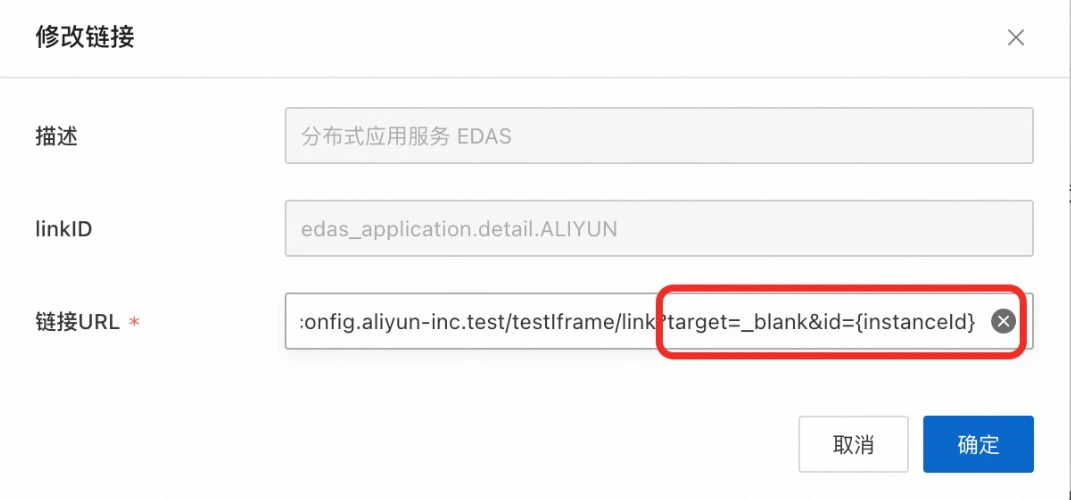 修改链接
描述
分布式应用服务 EDAS
linkID
edas_application.detail.ALIYUN
链接URL *
config.aliyun-inc.test/testIframe/link?target=_blank&id={instanceId}
取消
确定